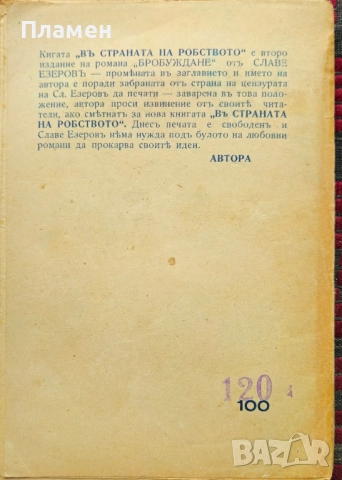 Пламен
Кигата „ВЪ СТРАНАТА НА РОБСТВОТО“ е второ
издание на романа „БРОБУЖДАНЕ“ отъ СЛАВЕ
ЕЗЕРОВЪ — промѣната въ заглавието и името на
автора е поради забраната отъ страна на цензурата
на Сл. Езеровъ да печати — заварена въ това поло-
жение, автора проси извинение отъ своитѣ чита-
тели, ако смѣтнатъ за нова книгата „ВЪ СТРАНАТА
НА РОБСТВОТО“. Днесъ печата е свободенъ и
Славе Езеровъ нѣма нужда подъ булото на любовни
романи да прокарва своитѣ идеи.
АВТОРА
120
100
BAZAR